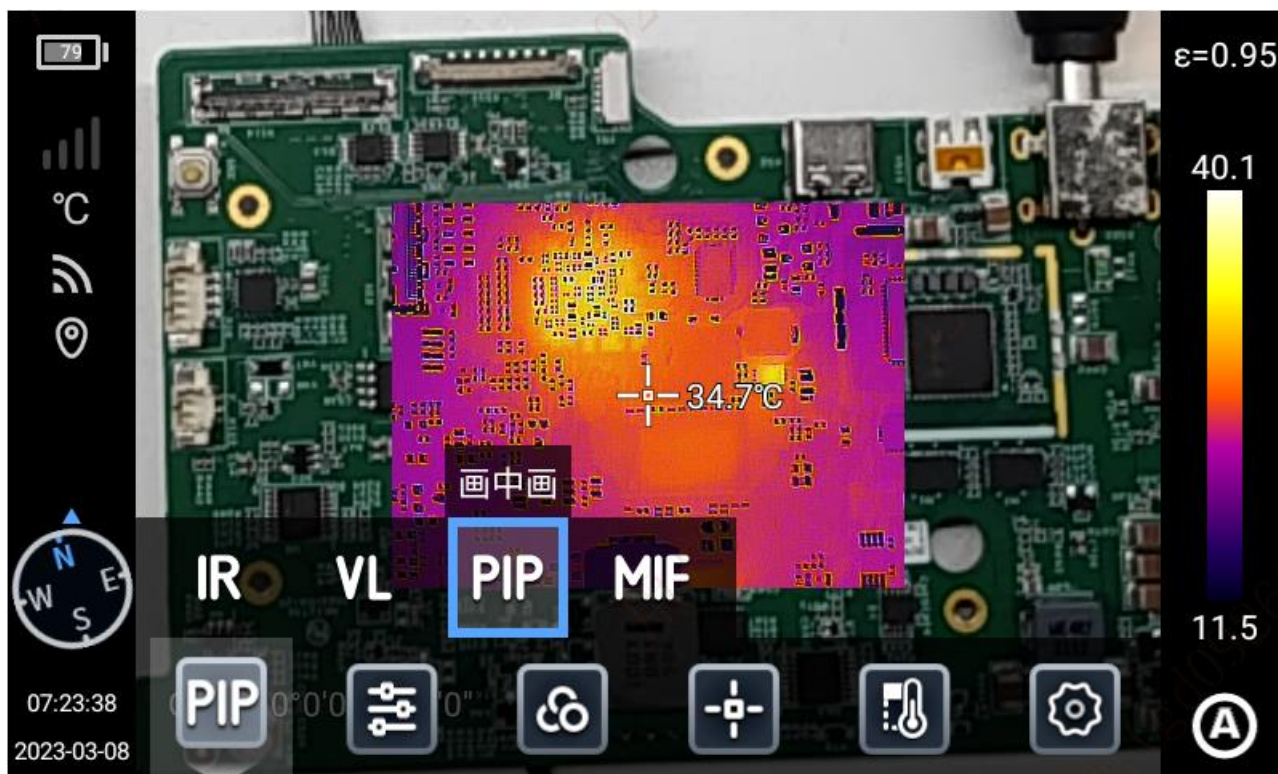 79
°C
N
W
E
S
07:23:38
2023-03-08
ε=0.95
40.1
11.5
A
34.7°C
画中画
IR
VL
PIP
MIF
PIP